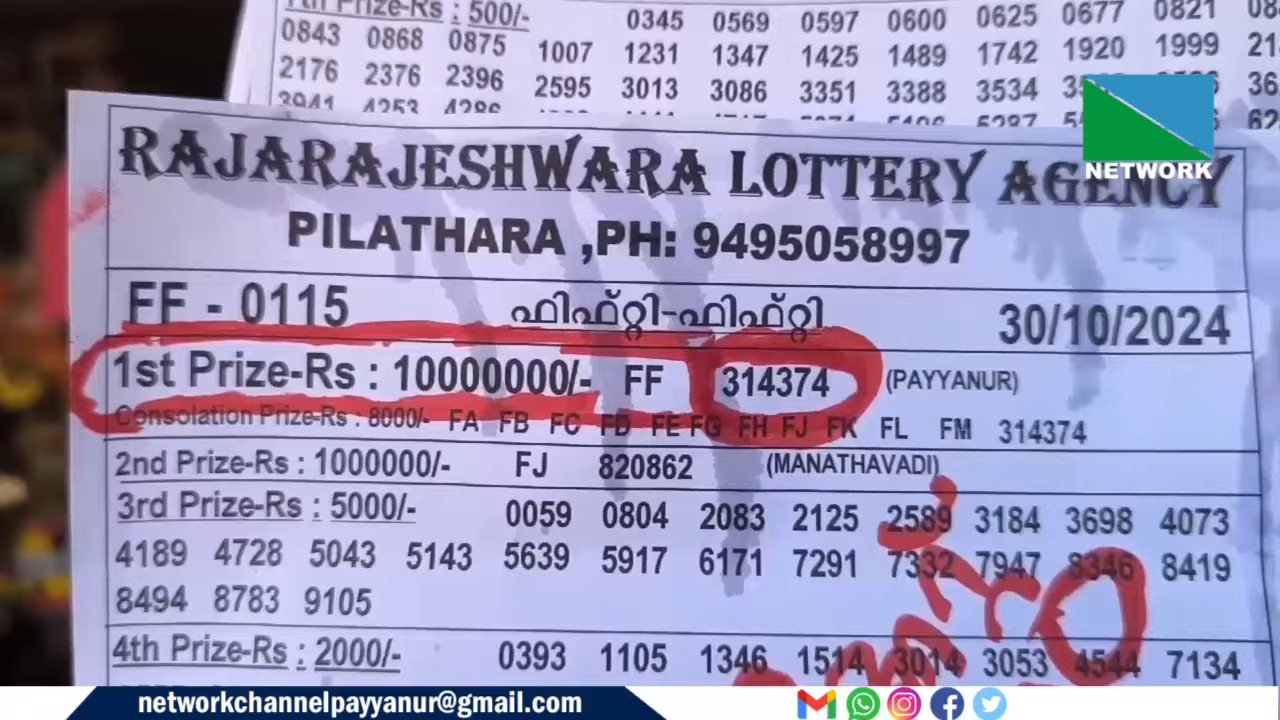 7th Prize-Rs : 500/- 0345 0569 0597 0600 0625 0677 0821
0843 0868 0875 1007 1231 1347 1425 1489 1742 1920 1999
2176 2376 2396 2595 3013 3086 3351 3388 3534
3941 4253 4286
NETWORK
RAJARAJESHWARA LOTTERY AGENCY
PILATHARA ,PH: 9495058997
FF - 0115 ഫിഫ്റ്റി-ഫിഫ്റ്റി 30/10/2024
1st Prize-Rs : 10000000/- FF 314374 (PAYYANUR)
Consolation Prize-Rs : 8000/- FA FB FC FD FE FG FH FJ FK FL FM 314374
2nd Prize-Rs : 1000000/- FJ 820862 (MANATHAVADI)
3rd Prize-Rs : 5000/- 0059 0804 2083 2125 2589 3184 3698 4073
4189 4728 5043 5143 5639 5917 6171 7291 7332 7947 8346 8419
8494 8783 9105
4th Prize-Rs : 2000/- 0393 1105 1346 1514 3014 3053 4544 7134
networkchannelpayyanur@gmail.com